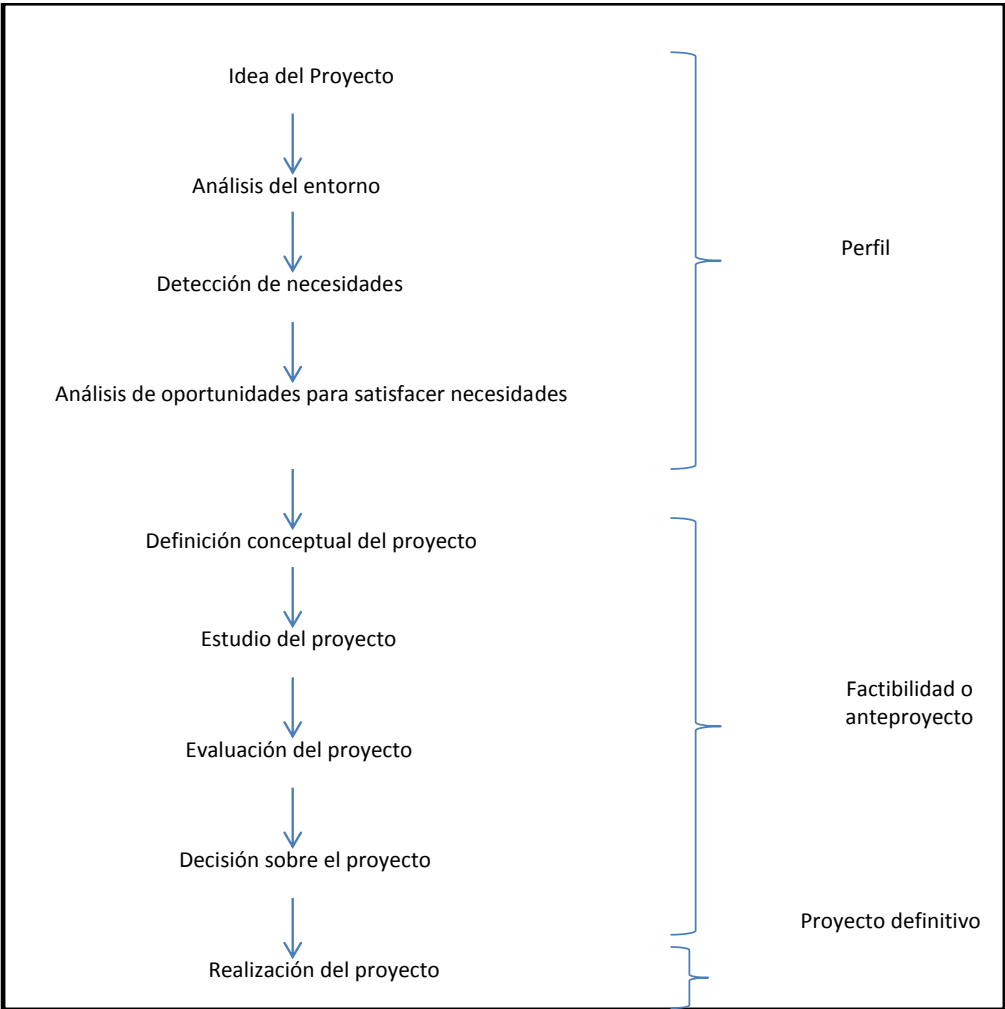 Idea del Proyecto
Análisis del entorno
Perfil
Detección de necesidades
Análisis de oportunidades para satisfacer necesidades
Definición conceptual del proyecto
Estudio del proyecto
Factibilidad o
anteproyecto
Evaluación del proyecto
Decisión sobre el proyecto
Proyecto definitivo
Realización del proyecto